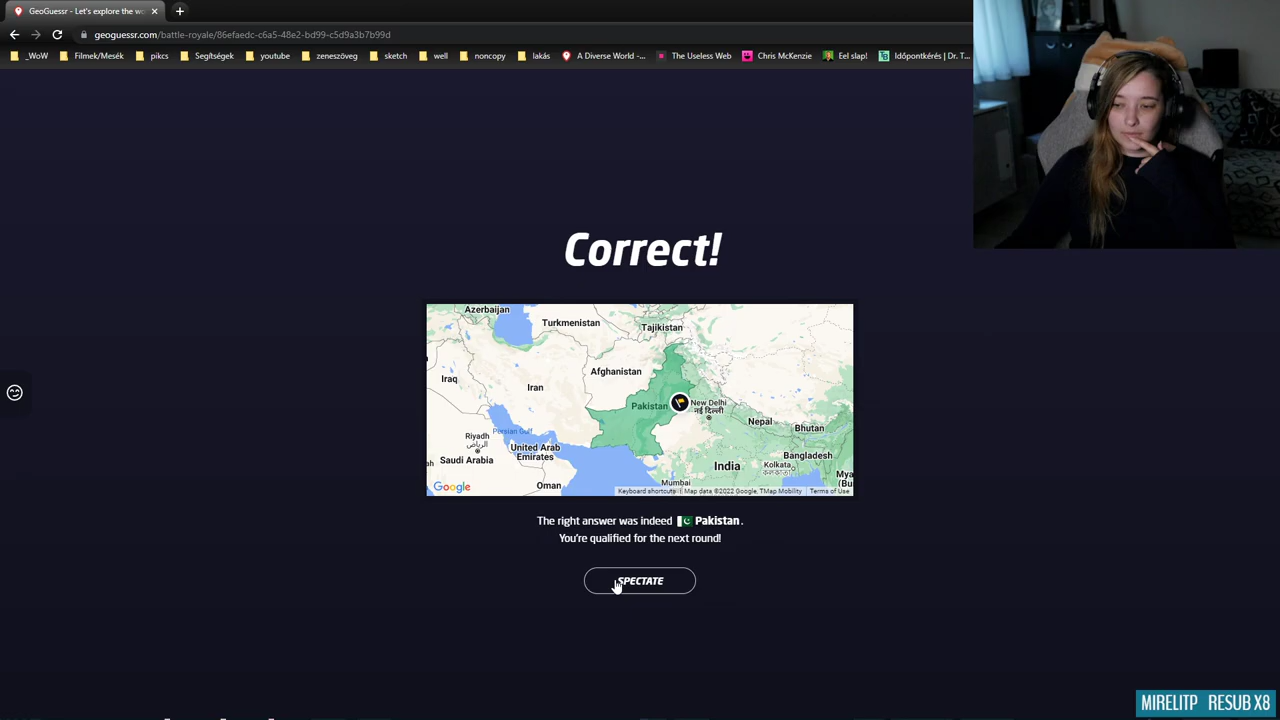 GeoGuessr - Let's explore the wo
geoguessr.com/battle-royale/86efaedc-c6a5-48e2-bd99-c5d9a3b7b99d
_WoW
Filmek/Mesék
pikcs
Segítségek
youtube
zeneszöveg
sketch
well
noncopy
lakás
A Diverse World -...
The Useless Web
Chris McKenzie
Eel slap!
Időpontkérés | Dr. T...
Correct!
Azerbaijan
Turkmenistan
Tajikistan
Afghanistan
Iraq
Iran
Pakistan
New Delhi
नई दिल्ली
Nepal
Bhutan
Persian Gulf
Riyadh
الرياض
United Arab
Emirates
Saudi Arabia
Bangladesh
India
Kolkata
কলকাতা
Oman
Mumbai
Mya
(Bu
Google
Keyboard shortcuts
Map data ©2022 Google, TMap Mobility
Terms of Use
The right answer was indeed Pakistan.
You're qualified for the next round!
SPECTATE
MIRELITP RESUB X8